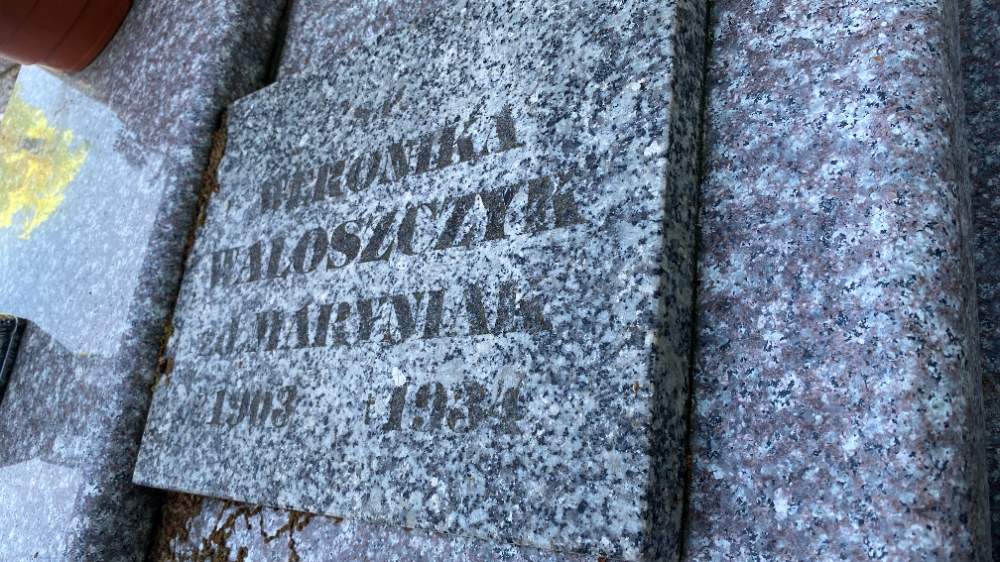 WERONIKA
WALOSZCZYK
zd. MARYNIAK
1903 †1934